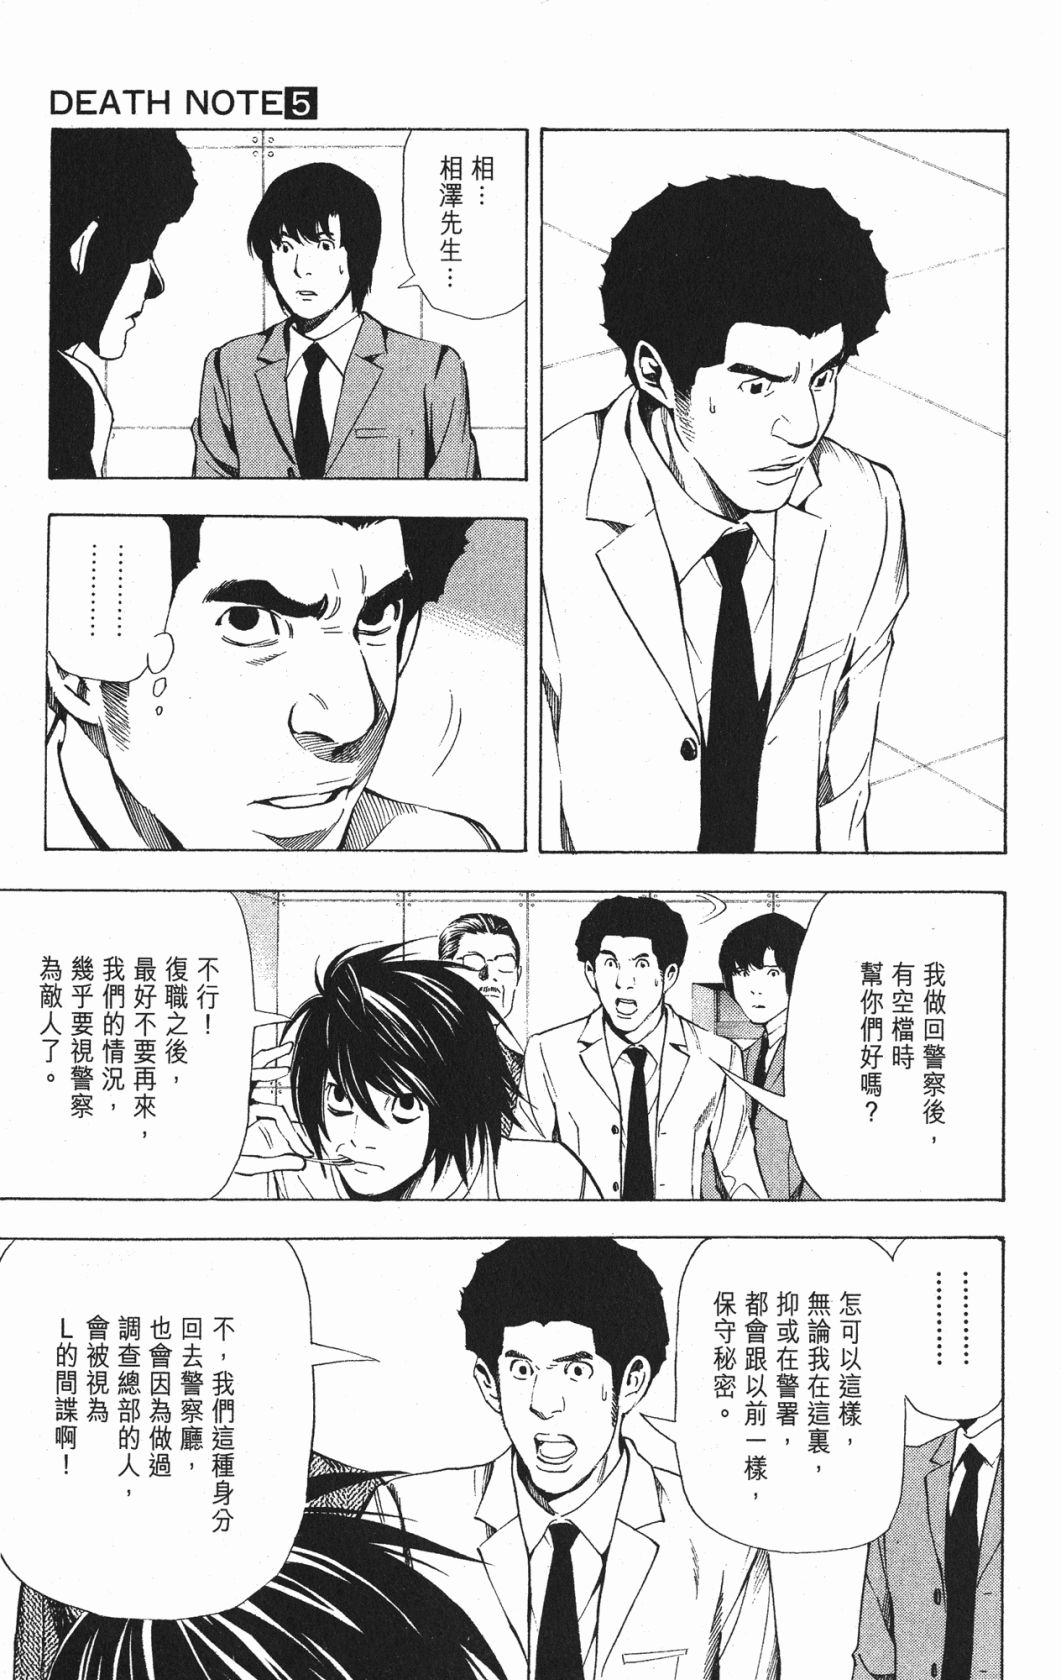 DEATH NOTE5
相…
相澤先生…
…………
…………
我做回警察後，
有空檔時
幫你們好嗎？
不行！
復職之後，
最好不要再來，
我們的情況，
幾乎要視警察
為敵人了。
…………
…………
怎可以這樣，
無論我在這裏，
抑或在警署，
都會跟以前一樣，
保守秘密。
不，我們這種身分
回去警察廳，
也會因為做過
調查總部的人，
會被視為
L的間諜啊！